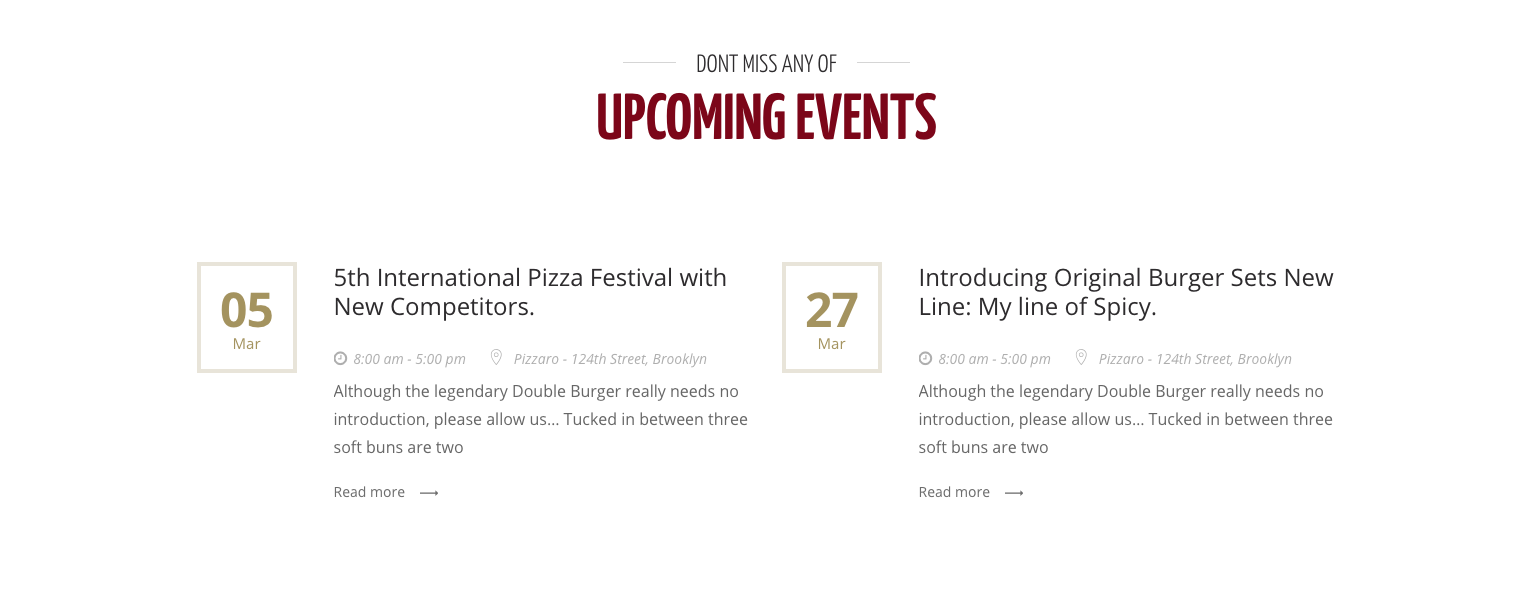 DONT MISS ANY OF
UPCOMING EVENTS
05
Mar
5th International Pizza Festival with
New Competitors.
8:00 am - 5:00 pm Pizzaro - 124th Street, Brooklyn
Although the legendary Double Burger really needs no
introduction, please allow us... Tucked in between three
soft buns are two
Read more
27
Mar
Introducing Original Burger Sets New
Line: My line of Spicy.
8:00 am - 5:00 pm Pizzaro - 124th Street, Brooklyn
Although the legendary Double Burger really needs no
introduction, please allow us... Tucked in between three
soft buns are two
Read more